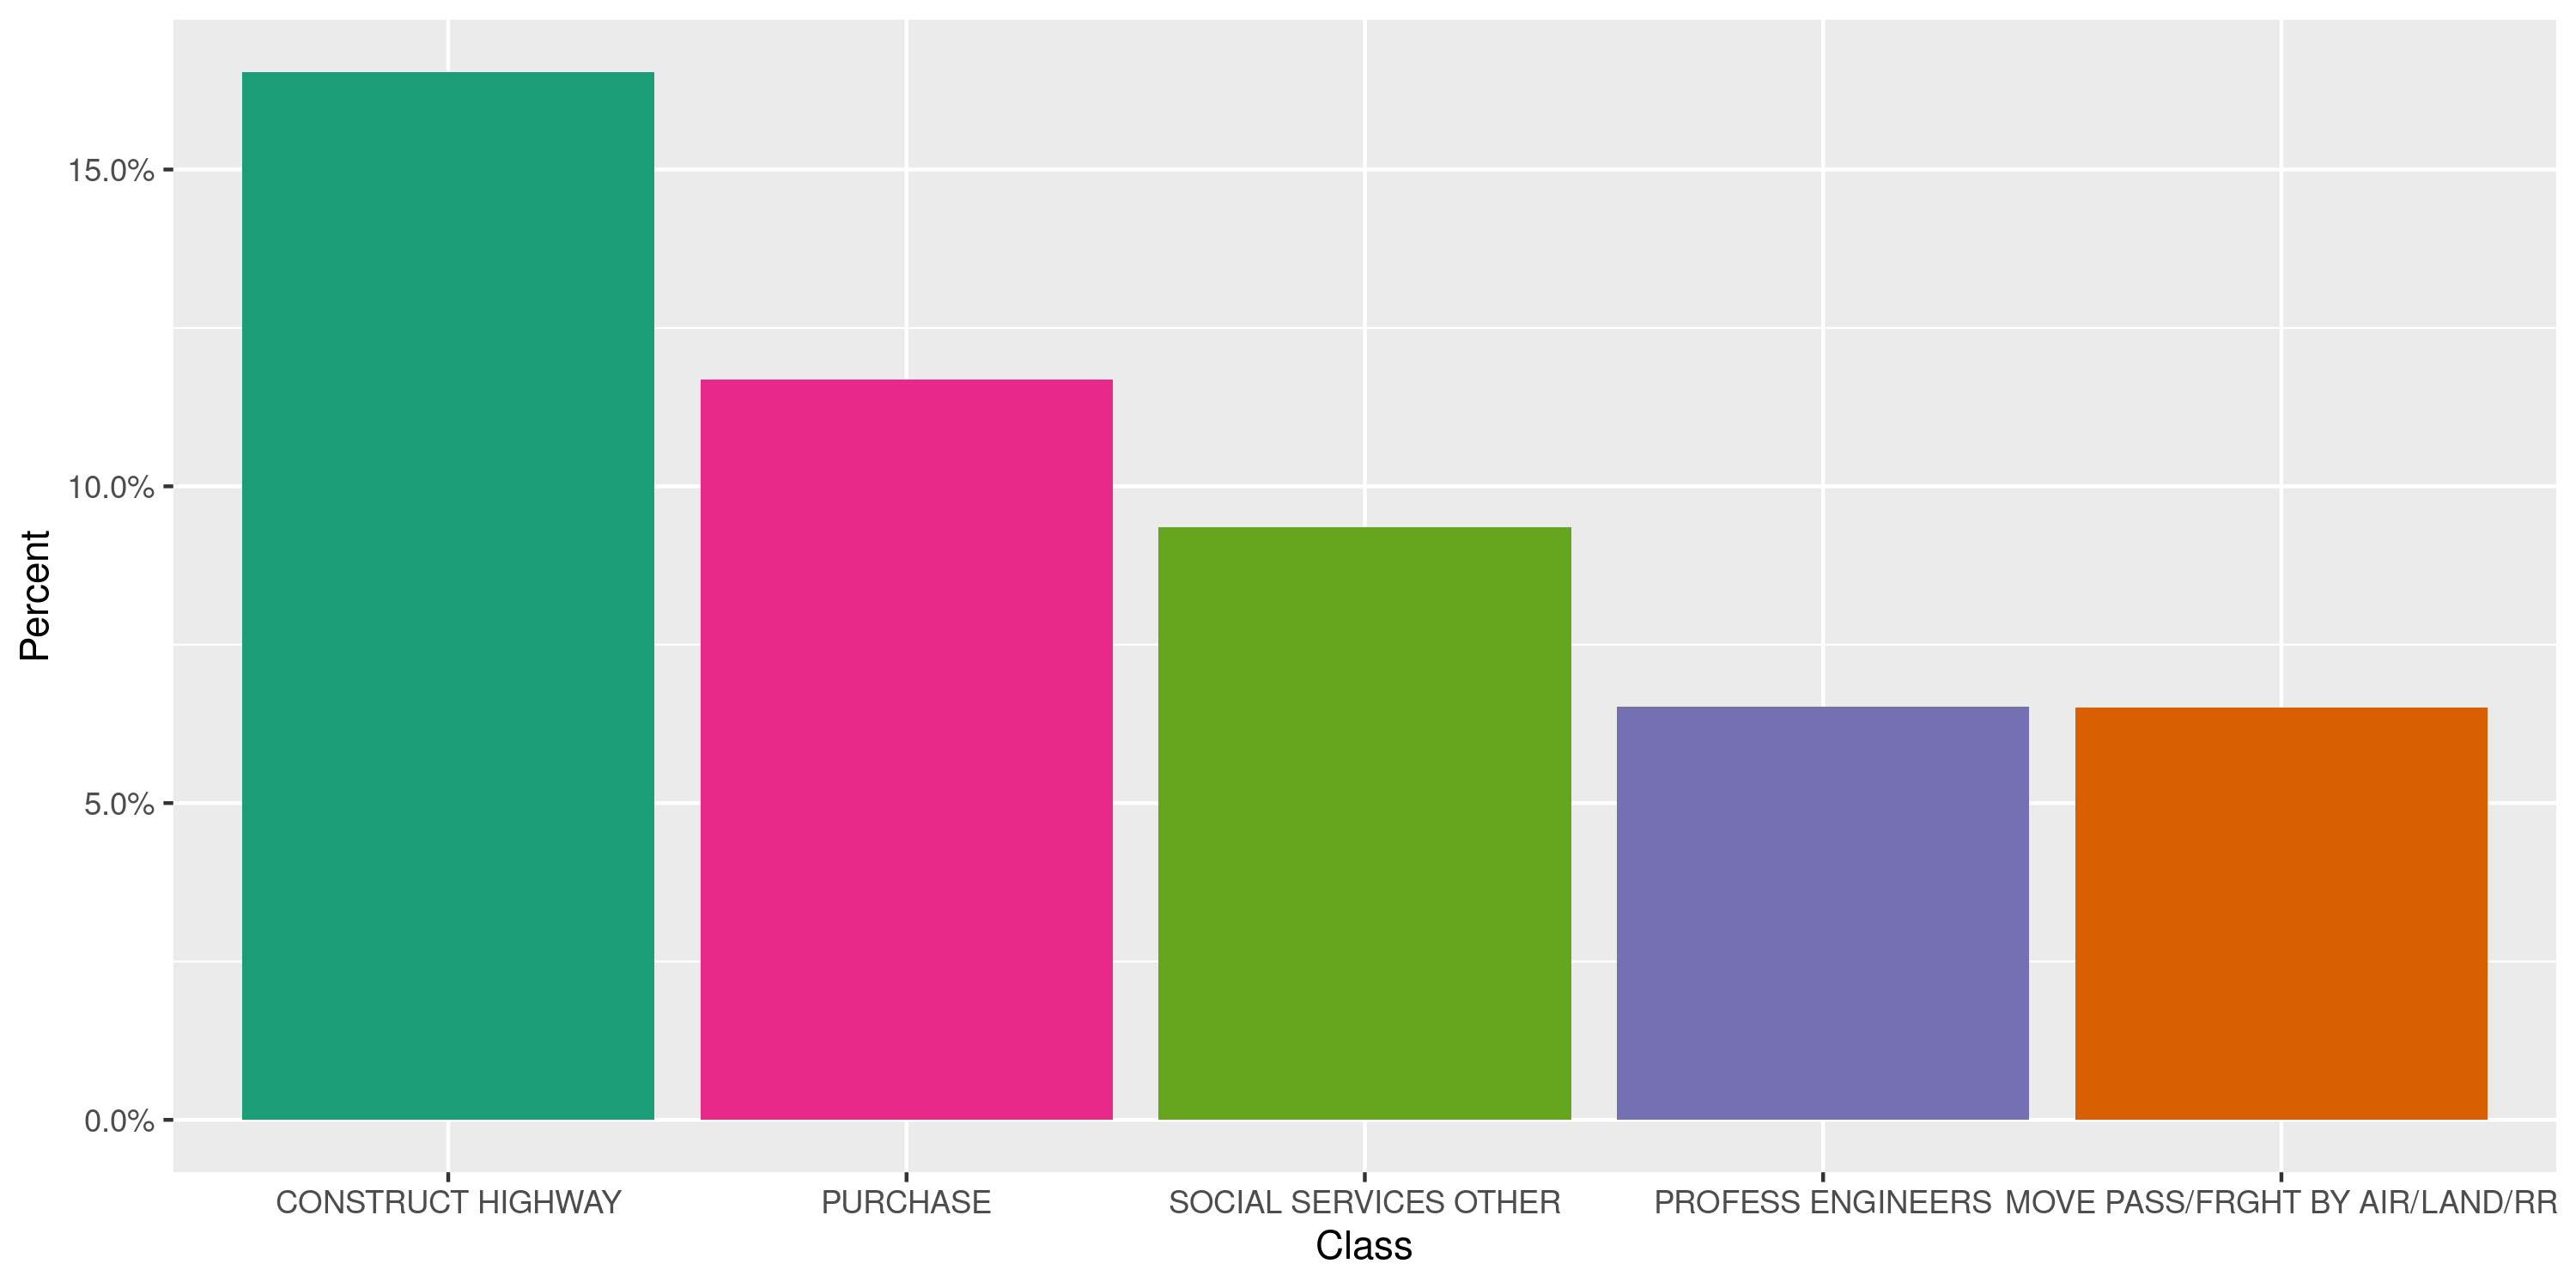 15.0%
10.0%
5.0%
0.0%
Percent
CONSTRUCT HIGHWAY
PURCHASE
SOCIAL SERVICES OTHER
PROFESS ENGINEERS
MOVE PASS/FRGHT BY AIR/LAND/RR
Class